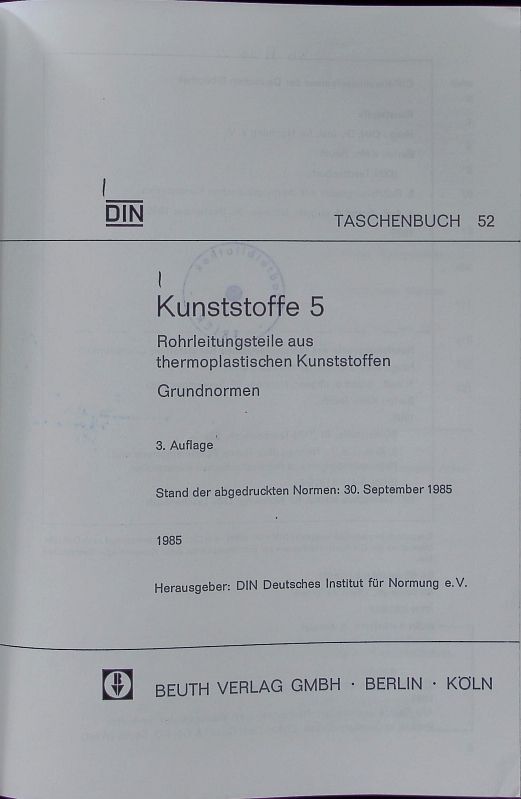 DIN
TASCHENBUCH 52
Kunststoffe 5
Rohrleitungsteile aus
thermoplastischen Kunststoffen
Grundnormen
3. Auflage
Stand der abgedruckten Normen: 30. September 1985
1985
Herausgeber: DIN Deutsches Institut für Normung e.V.
BEUTH VERLAG GMBH · BERLIN · KÖLN